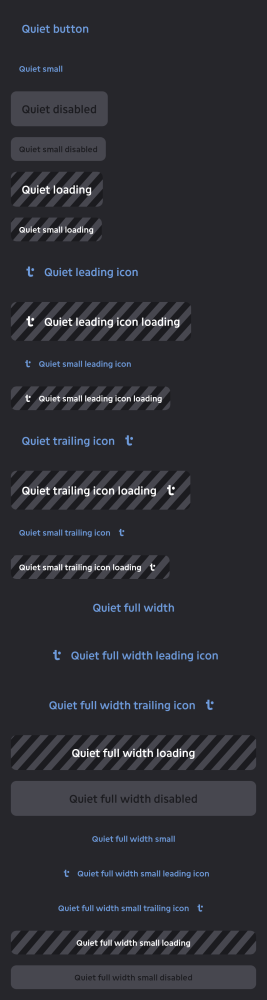 Quiet button
Quiet small
Quiet disabled
Quiet small disabled
Quiet loading
Quiet small loading
Quiet leading icon
Quiet leading icon loading
Quiet small leading icon
Quiet small leading icon loading
Quiet trailing icon
Quiet trailing icon loading
Quiet small trailing icon
Quiet small trailing icon loading
Quiet full width
Quiet full width leading icon
Quiet full width trailing icon
Quiet full width loading
Quiet full width disabled
Quiet full width small
Quiet full width small leading icon
Quiet full width small trailing icon
Quiet full width small loading
Quiet full width small disabled